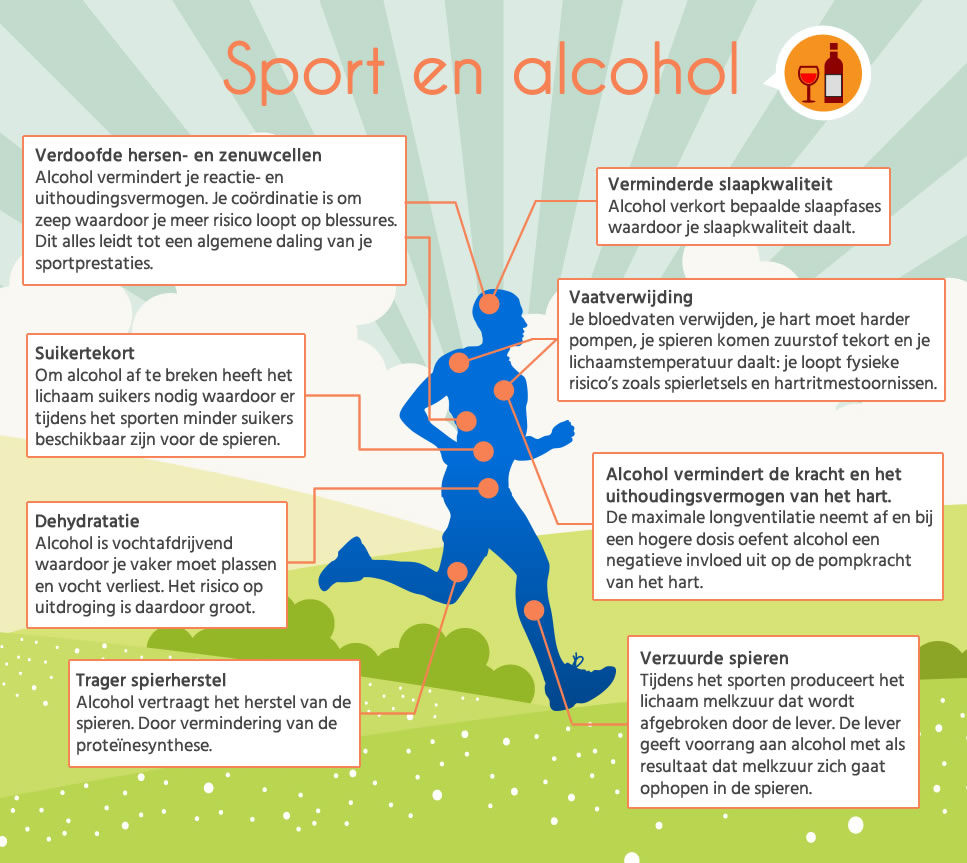 Sport en alcohol
Verdoofde hersen- en zenuwcellen
Alcohol vermindert je reactie- en
uithoudingsvermogen. Je coördinatie is om
zeep waardoor je meer risico loopt op blessures.
Dit alles leidt tot een algemene daling van je
sportprestaties.
Verminderde slaapkwaliteit
Alcohol verkort bepaalde slaapfases
waardoor je slaapkwaliteit daalt.
Vaatverwijding
Je bloedvaten verwijden, je hart moet harder
pompen, je spieren komen zuurstof tekort en je
lichaamstemperatuur daalt: je loopt fysieke
risico's zoals spierletsels en hartritmestoornissen.
Suikertekort
Om alcohol af te breken heeft het
lichaam suikers nodig waardoor er
tijdens het sporten minder suikers
beschikbaar zijn voor de spieren.
Alcohol vermindert de kracht en het
uithoudingsvermogen van het hart.
De maximale longventilatie neemt af en bij
een hogere dosis oefent alcohol een
negatieve invloed uit op de pompkracht
van het hart.
Dehydratatie
Alcohol is vochtafdrijvend
waardoor je vaker moet plassen
en vocht verliest. Het risico op
uitdroging is daardoor groot.
Trager spierherstel
Alcohol vertraagt het herstel van de
spieren. Door vermindering van de
proteïnesynthese.
Verzuurde spieren
Tijdens het sporten produceert het
lichaam melkzuur dat wordt
afgebroken door de lever. De lever
geeft voorrang aan alcohol met als
resultaat dat melkzuur zich gaat
ophopen in de spieren.